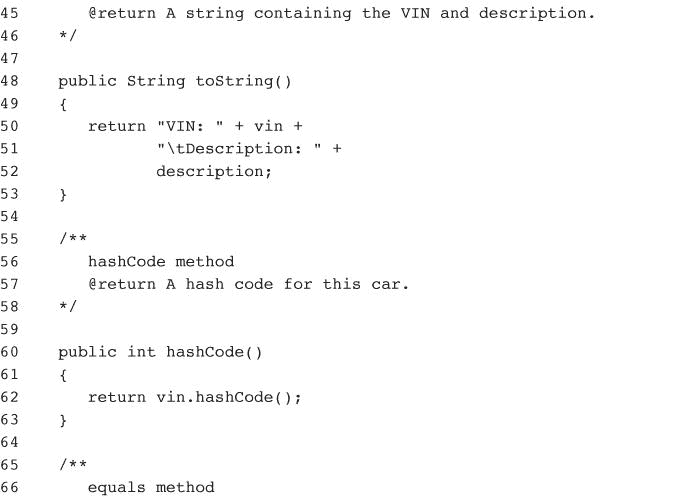 45 @return A string containing the VIN and description.
46 */
47
48 public String toString()
49 {
50 return "VIN: " + vin +
51 "\tDescription: " +
52 description;
53 }
54
55 /**
56 hashCode method
57 @return A hash code for this car.
58 */
59
60 public int hashCode()
61 {
62 return vin.hashCode();
63 }
64
65 /**
66 equals method